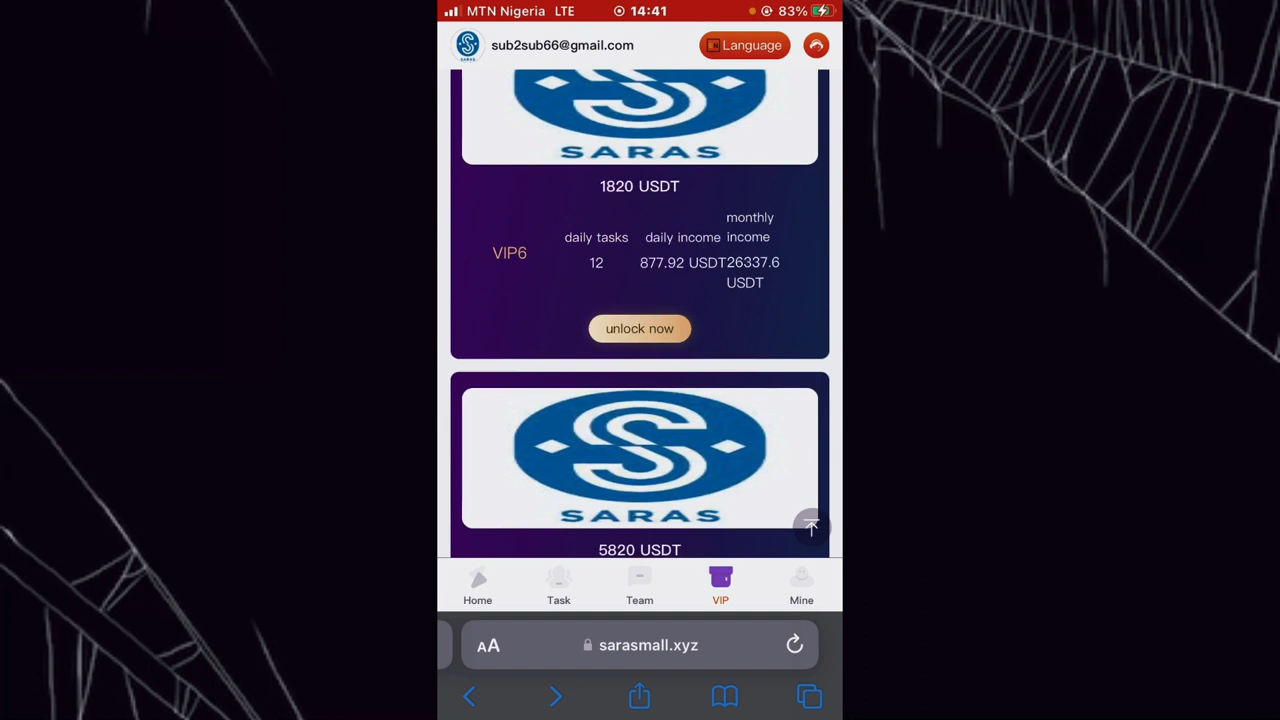 MTN Nigeria LTE 14:41 83%
SARAS
sub2sub66@gmail.com Language
SARAS
1820 USDT
monthly
daily tasks daily income income
VIP6
12 877.92 USDT26337.6
USDT
unlock now
SARAS
5820 USDT
Home Task Team VIP Mine
AA sarasmall.xyz